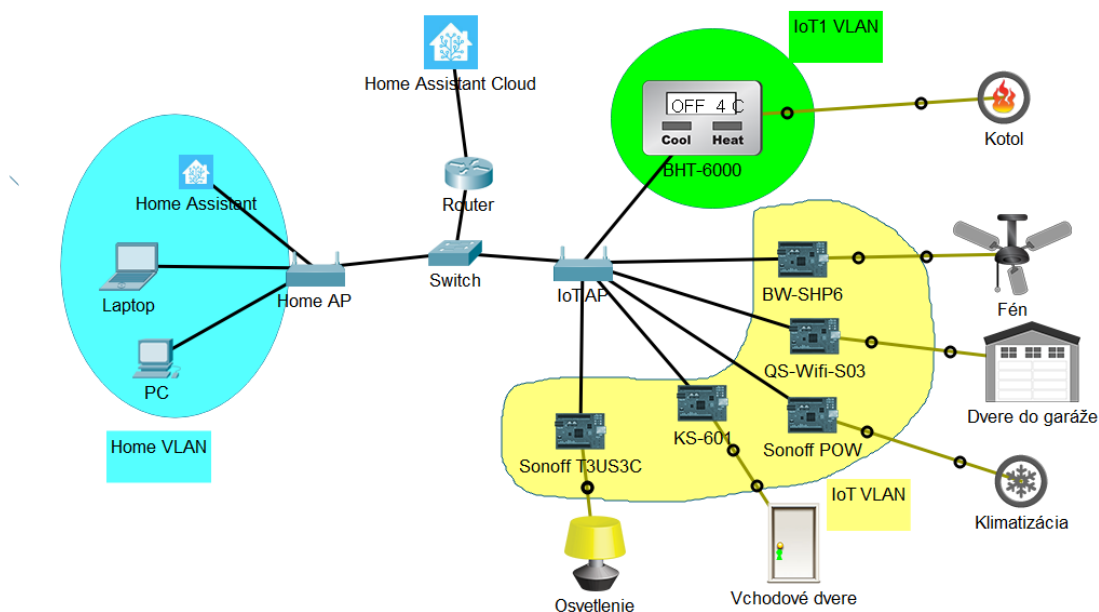 IoT1 VLAN
Home Assistant Cloud
OFF 4 C
Cool Heat
BHT-6000
Kotol
Home Assistant
Router
Laptop
Home AP
Switch
IoT AP
BW-SHP6
Fén
PC
QS-Wifi-S03
Dvere do garáže
Home VLAN
KS-601
Sonoff POW
Sonoff T3US3C
IoT VLAN
Klimatizácia
Osvetlenie
Vchodové dvere